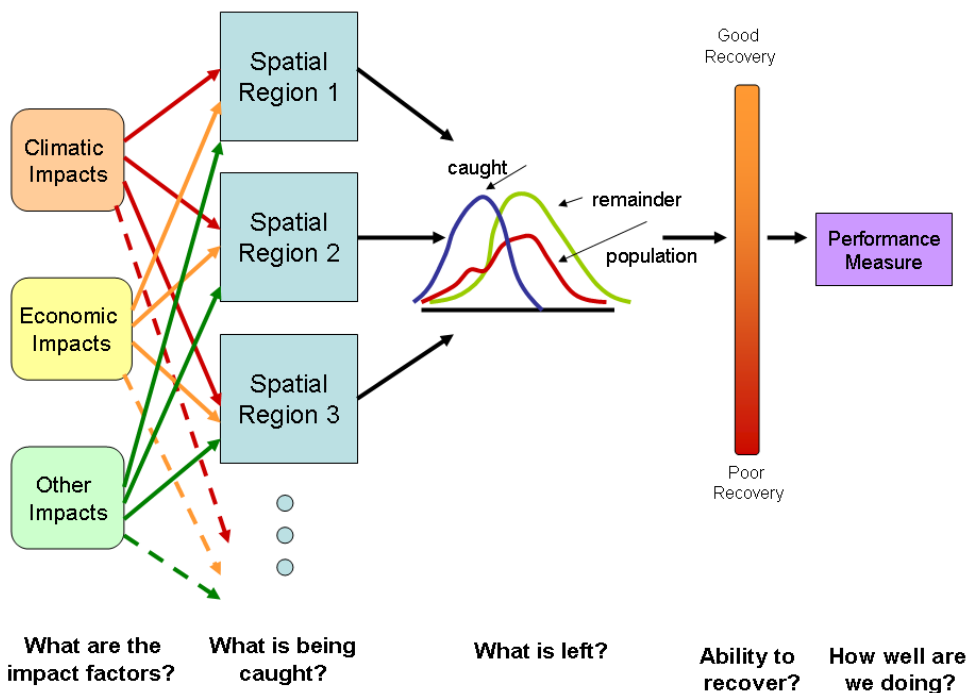 Climatic
Impacts
Economic
Impacts
Other
Impacts
Spatial
Region 1
Spatial
Region 2
Spatial
Region 3
caught
remainder
population
Good
Recovery
Poor
Recovery
Performance
Measure
What are the
impact factors?
What is being
caught?
What is left?
Ability to
recover?
How well are
we doing?